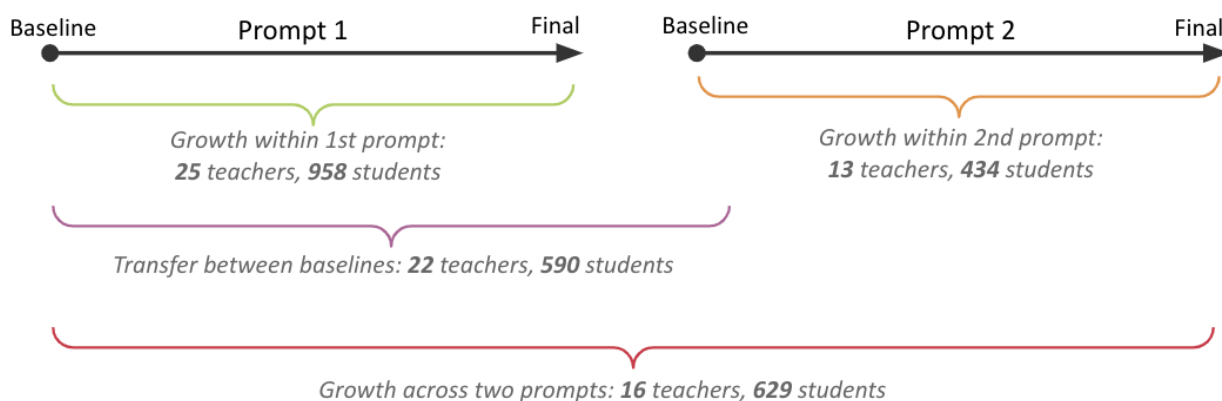 Baseline Prompt 1 Final Baseline Prompt 2 Final
Growth within 1st prompt:
25 teachers, 958 students
Growth within 2nd prompt:
13 teachers, 434 students
Transfer between baselines: 22 teachers, 590 students
Growth across two prompts: 16 teachers, 629 students